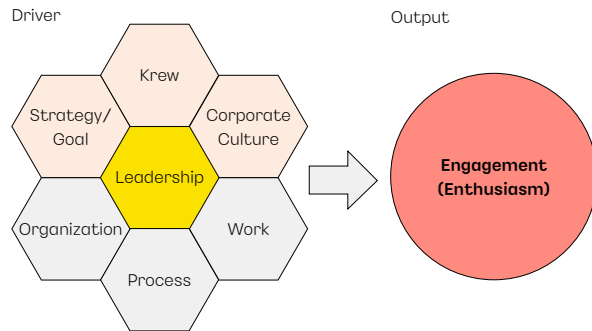 Driver
Output
Krew
Strategy/
Goal
Corporate
Culture
Leadership
Engagement
(Enthusiasm)
Organization
Work
Process